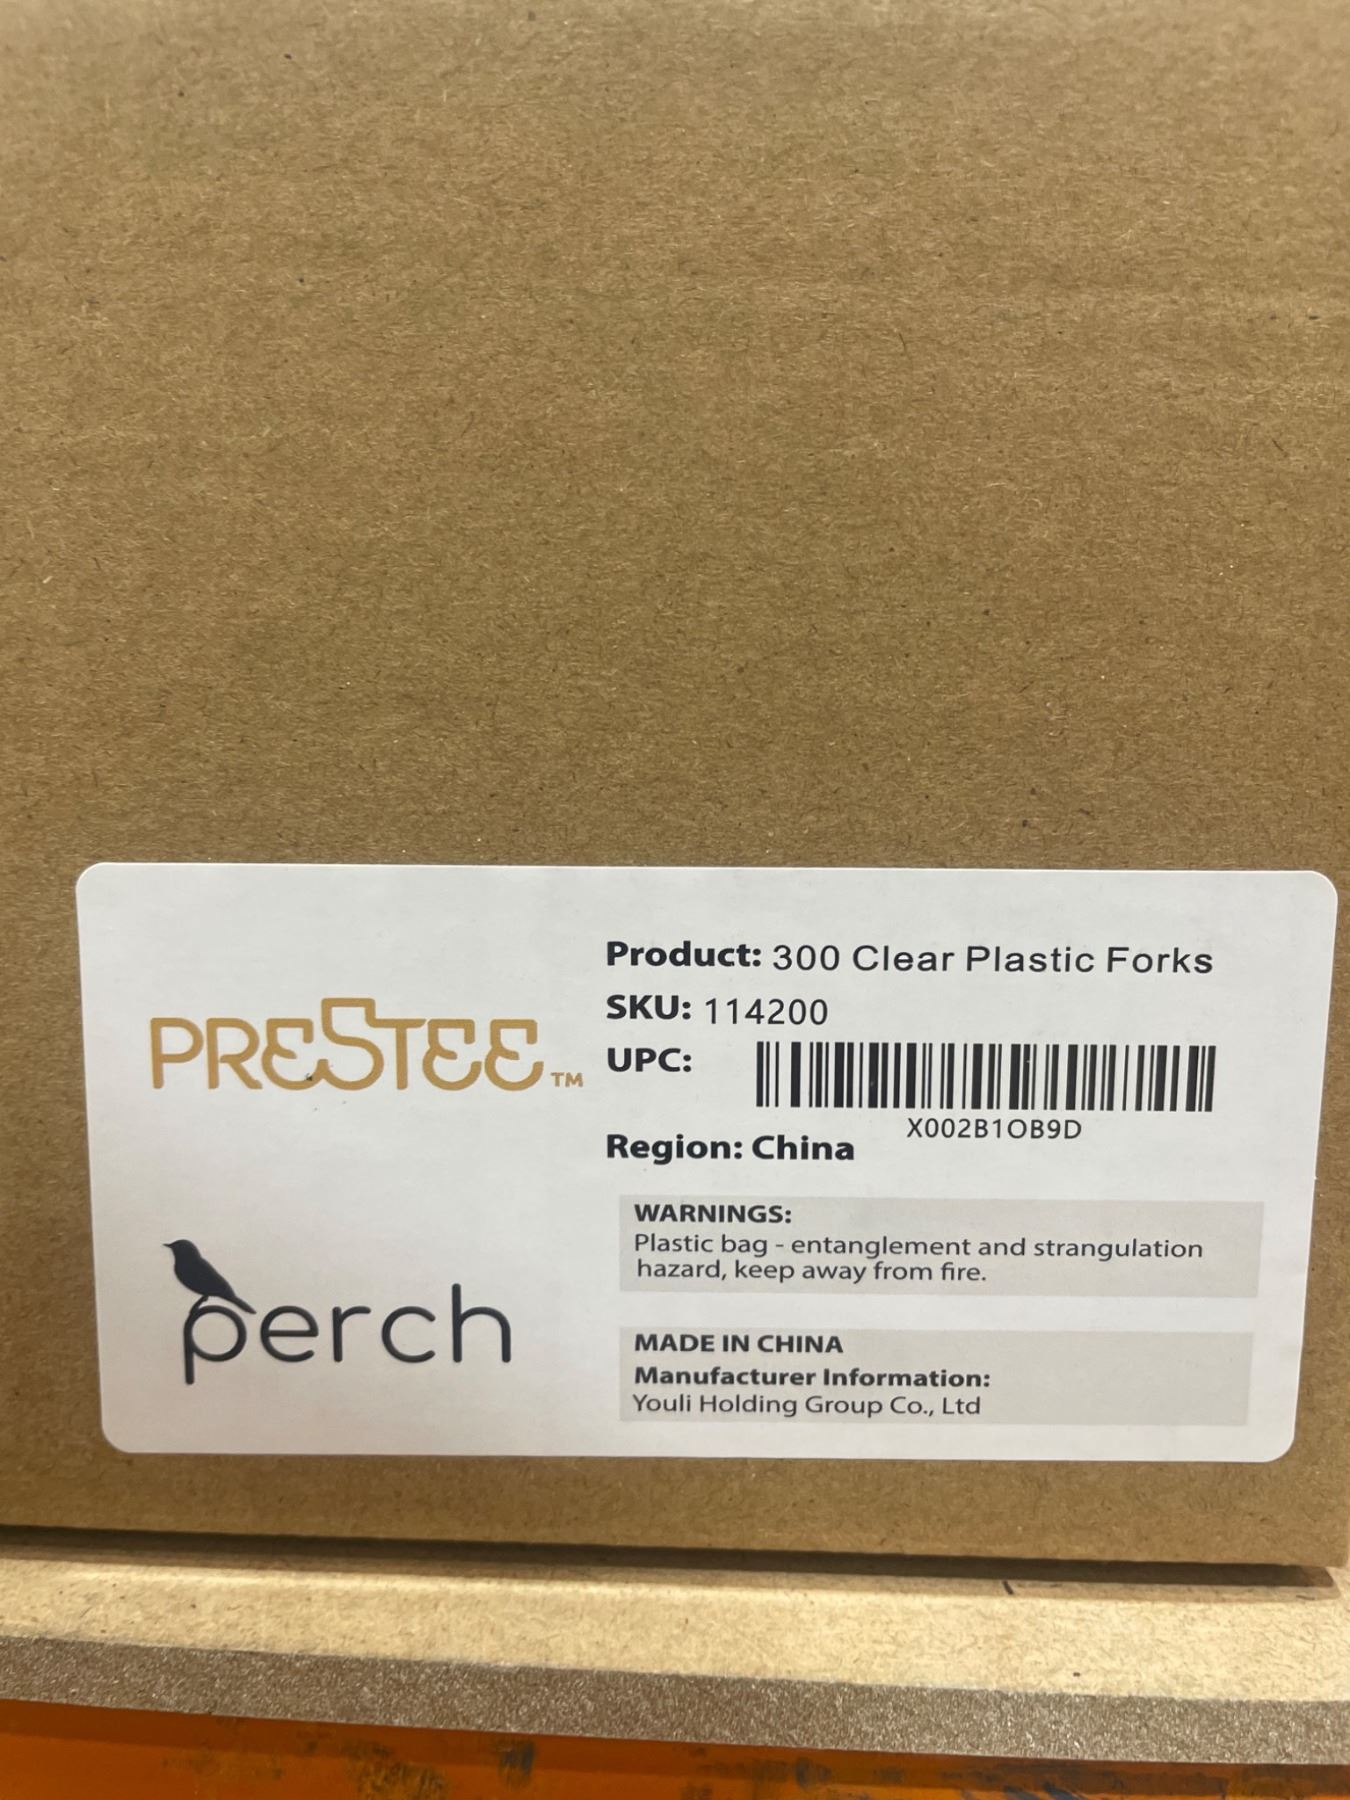 PRESTEE™
Product: 300 Clear Plastic Forks
SKU: 114200
UPC:
X002B1OB9D
Region: China
WARNINGS:
Plastic bag - entanglement and strangulation
hazard, keep away from fire.
perch
MADE IN CHINA
Manufacturer Information:
Youli Holding Group Co., Ltd